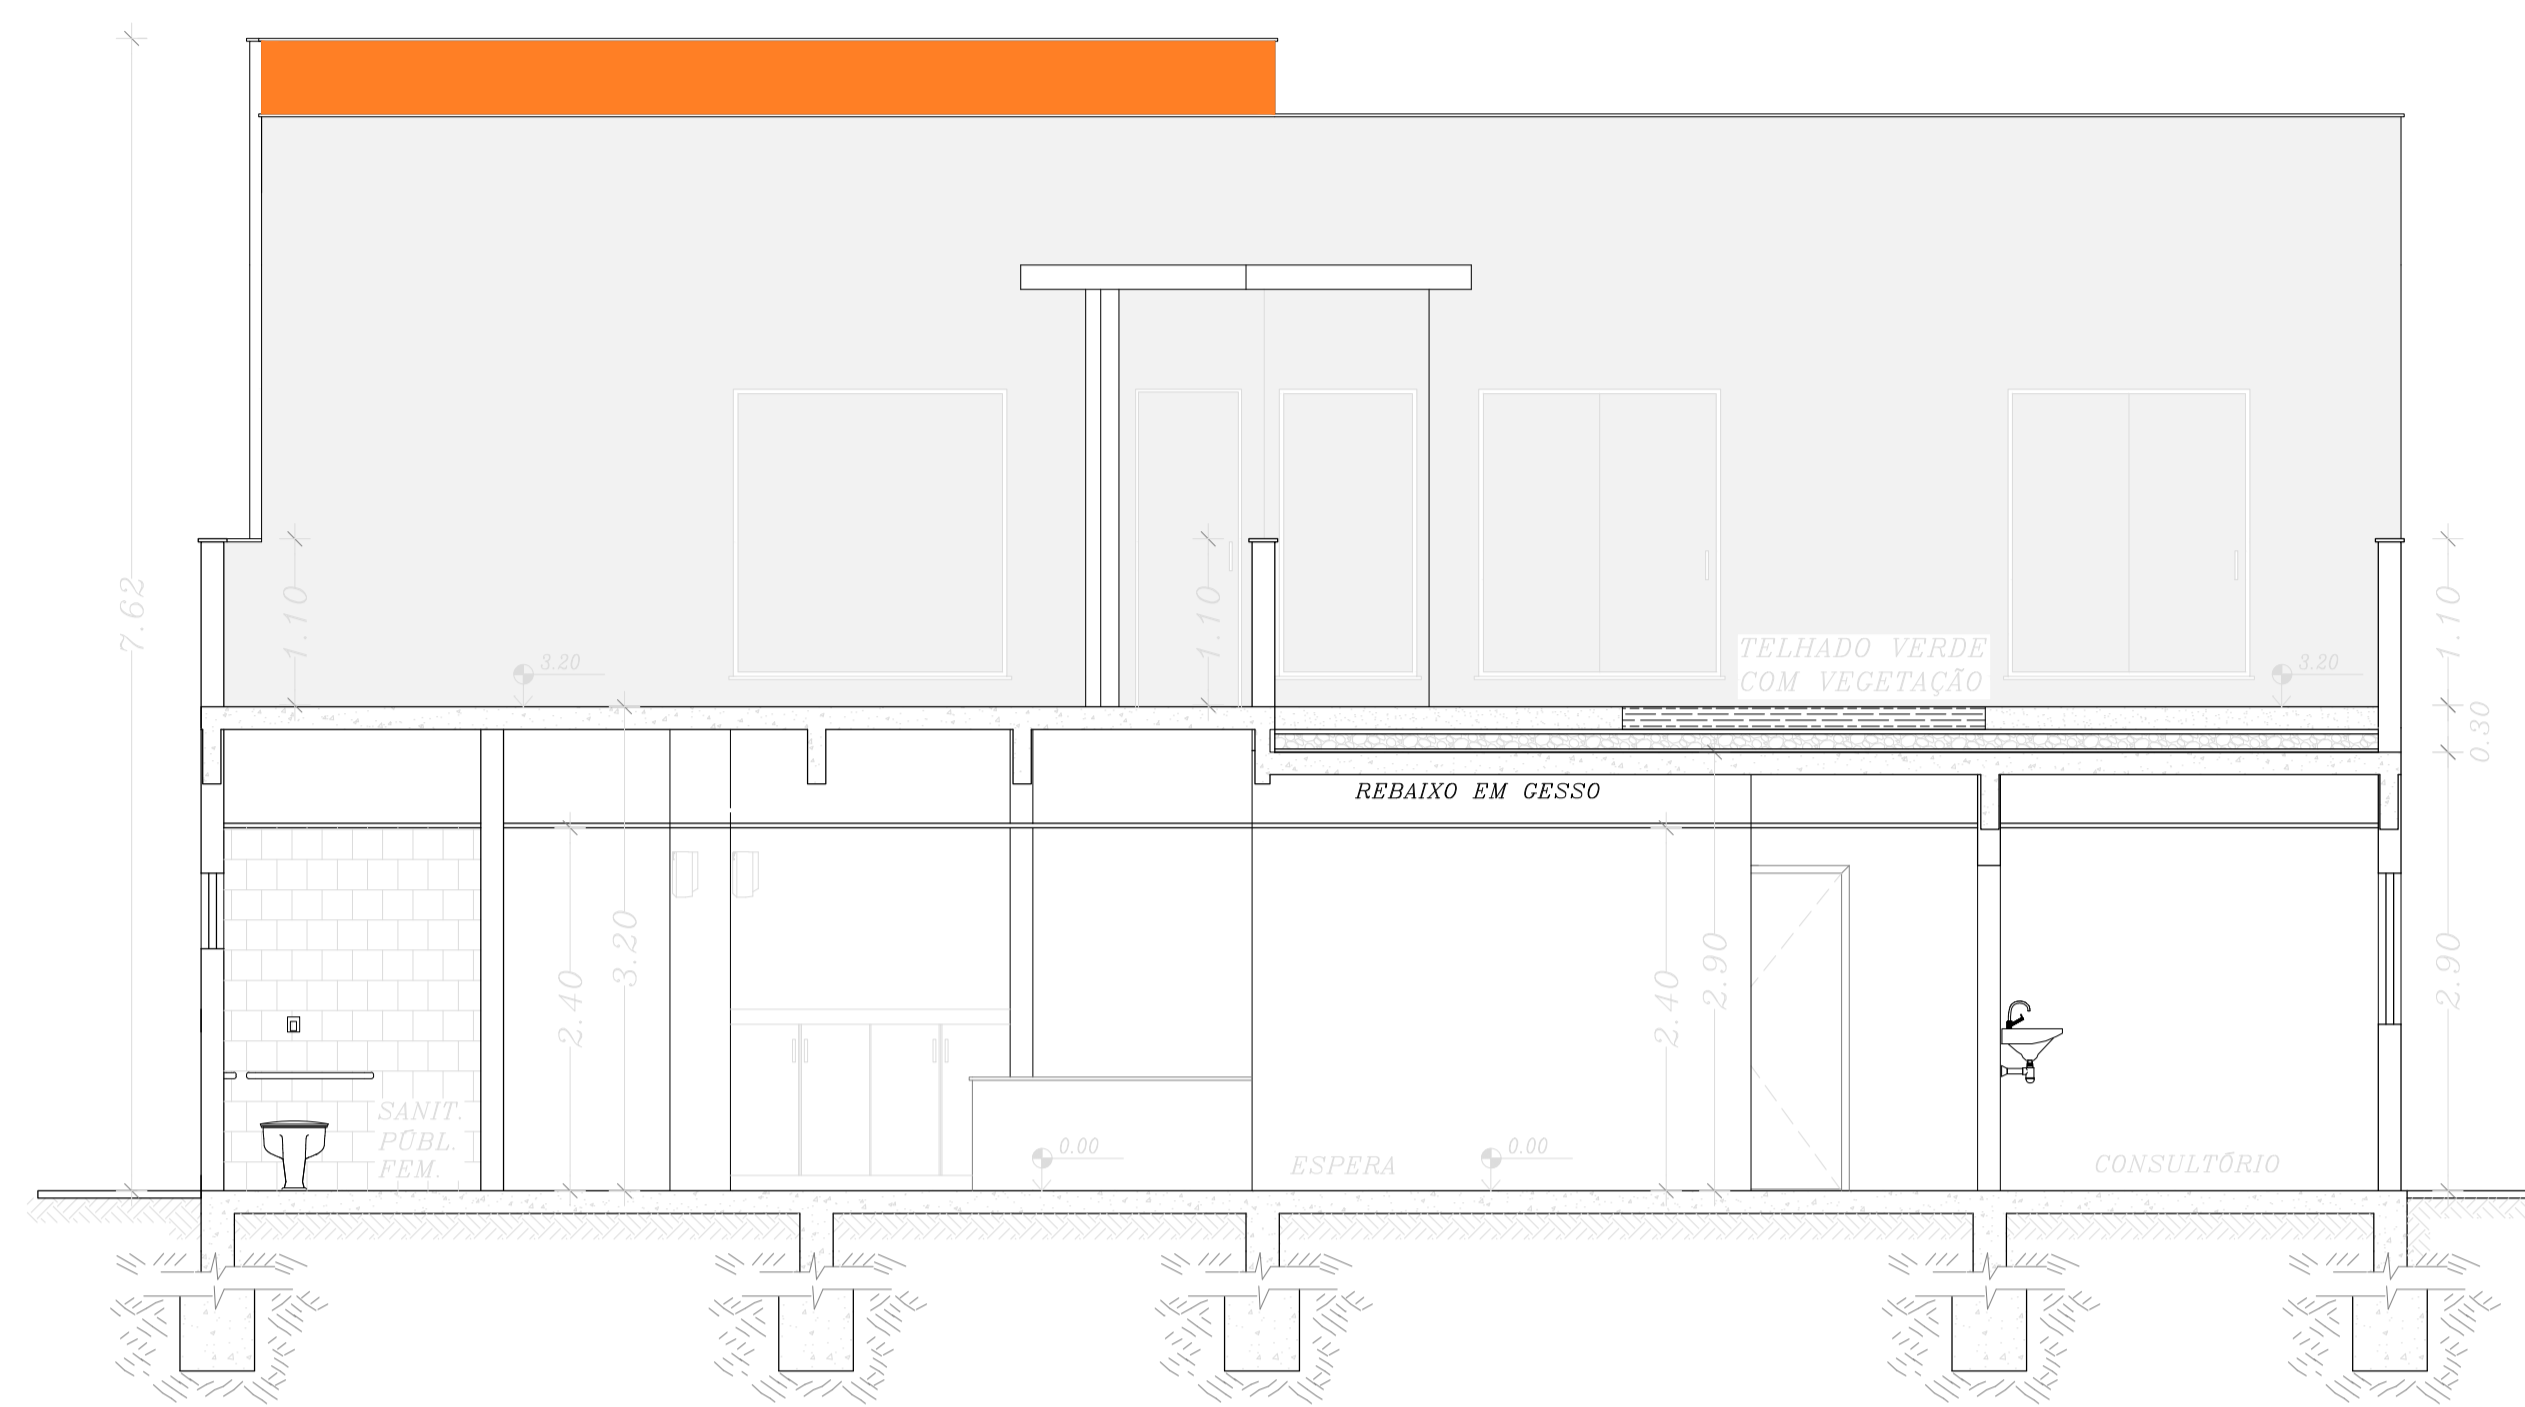 7.62
1.10
1.10
1.10
3.20
TELHADO VERDE
COM VEGETAÇÃO
3.20
0.30
REBAIXO EM GESSO
2.40
3.20
2.40
2.90
2.90
SANIT.
PÚBL.
FEM.
0.00
ESPERA
0.00
CONSULTÓRIO